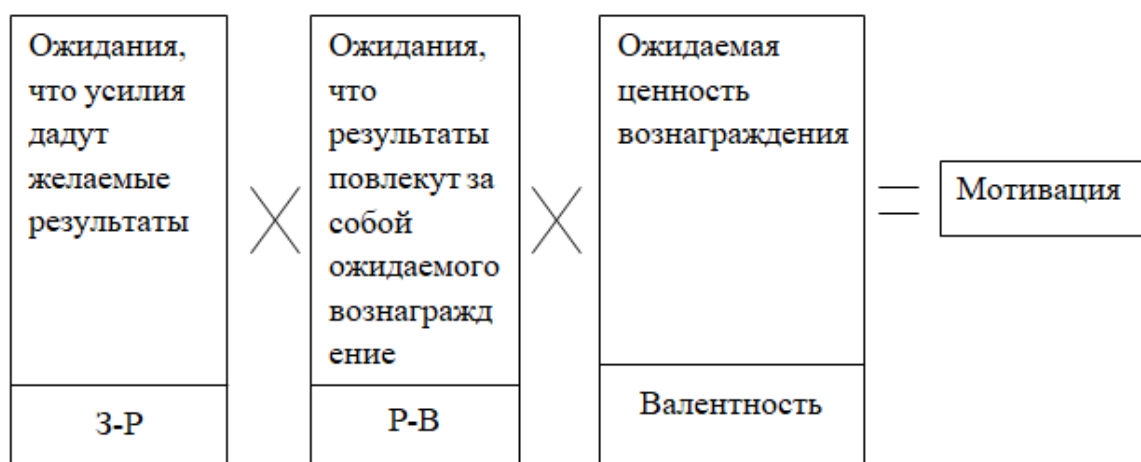 Ожидания,
что усилия
дадут
желаемые
результаты
З-Р
Ожидания,
что
результаты
повлекут за
собой
ожидаемого
вознагражд
ение
Р-В
Ожидаемая
ценность
вознаграждения
Валентность
Мотивация